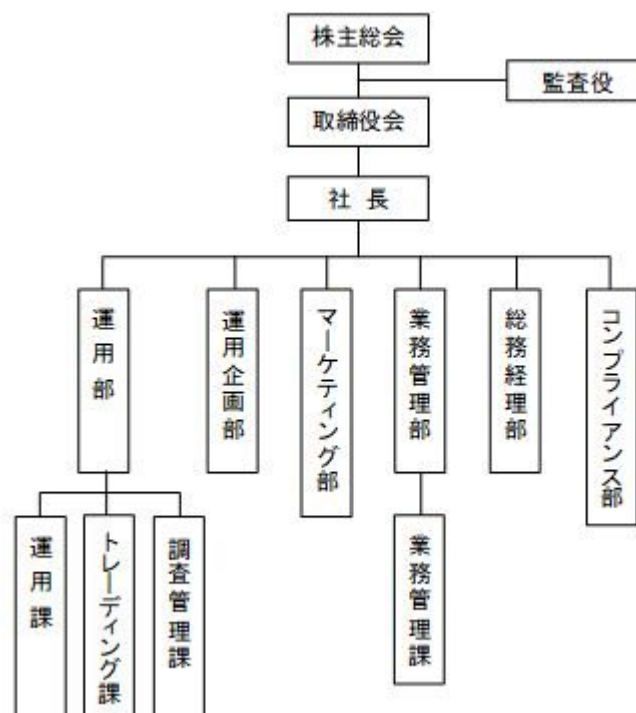 株主総会
監査役
取締役会
社 長
運用部
運用企画部
マーケティング部
業務管理部
総務経理部
コンプライアンス部
運用課
トレーディング課
調査管理課
業務管理課